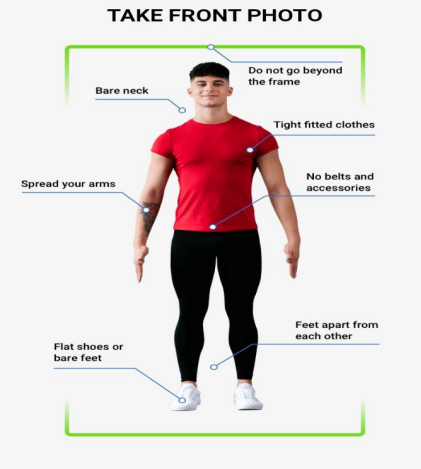 TAKE FRONT PHOTO
Do not go beyond
the frame
Bare neck
Tight fitted clothes
No belts and
accessories
Spread your arms
Feet apart from
each other
Flat shoes or
bare feet